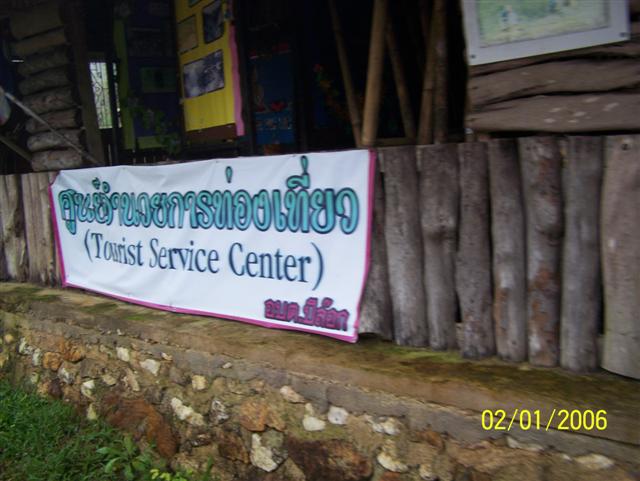 ศูนย์อำนวยการท่องเที่ยว
(Tourist Service Center)
อบต.ปิล๊อก
02/01/2006